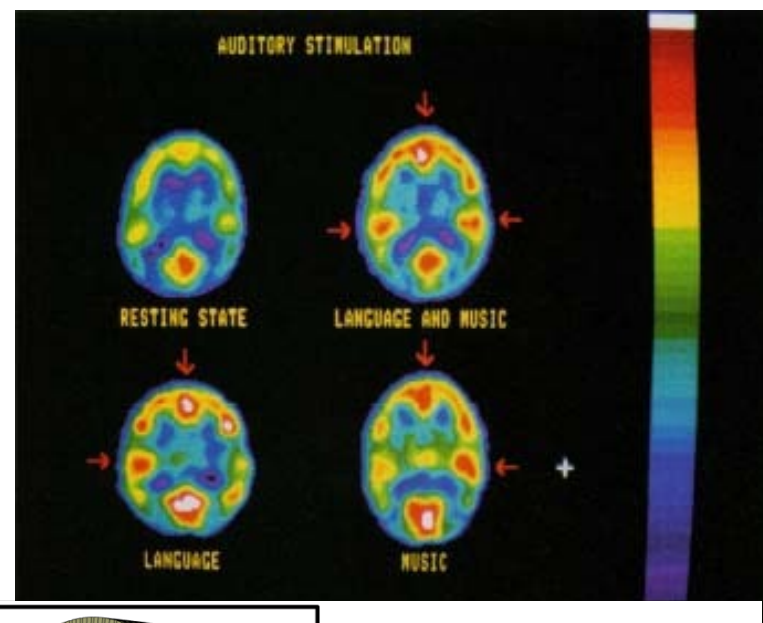 AUDITORY STIMULATION
RESTING STATE
LANGUAGE AND MUSIC
LANGUAGE
MUSIC